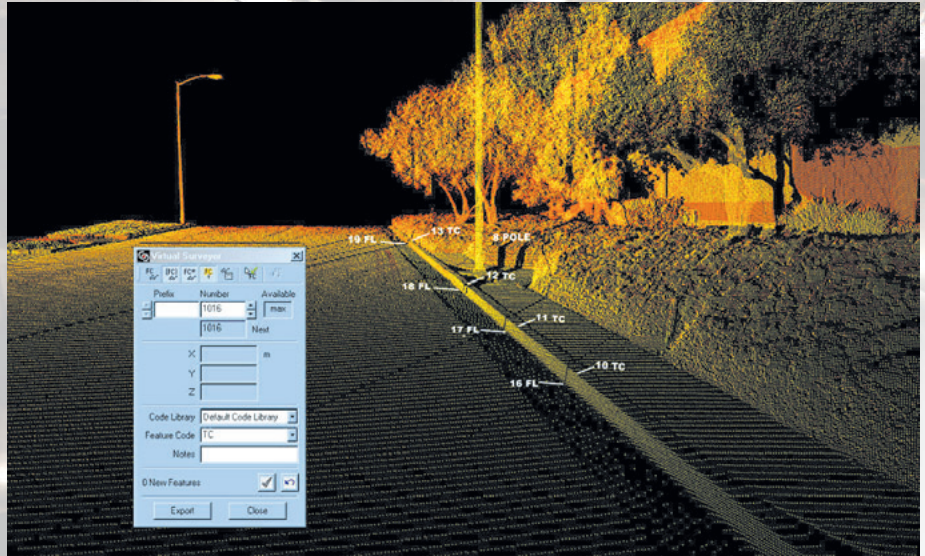 19 FL
13 TC
8 POLE
12 TC
18 FL
11 TC
17 FL
10 TC
16 FL
Virtual Surveyor
Prefix Number Available
1016 max
1016 Next
X m
Y
Z
Code Library Default Code Library
Feature Code TC
Notes
0 New Features
Export Close